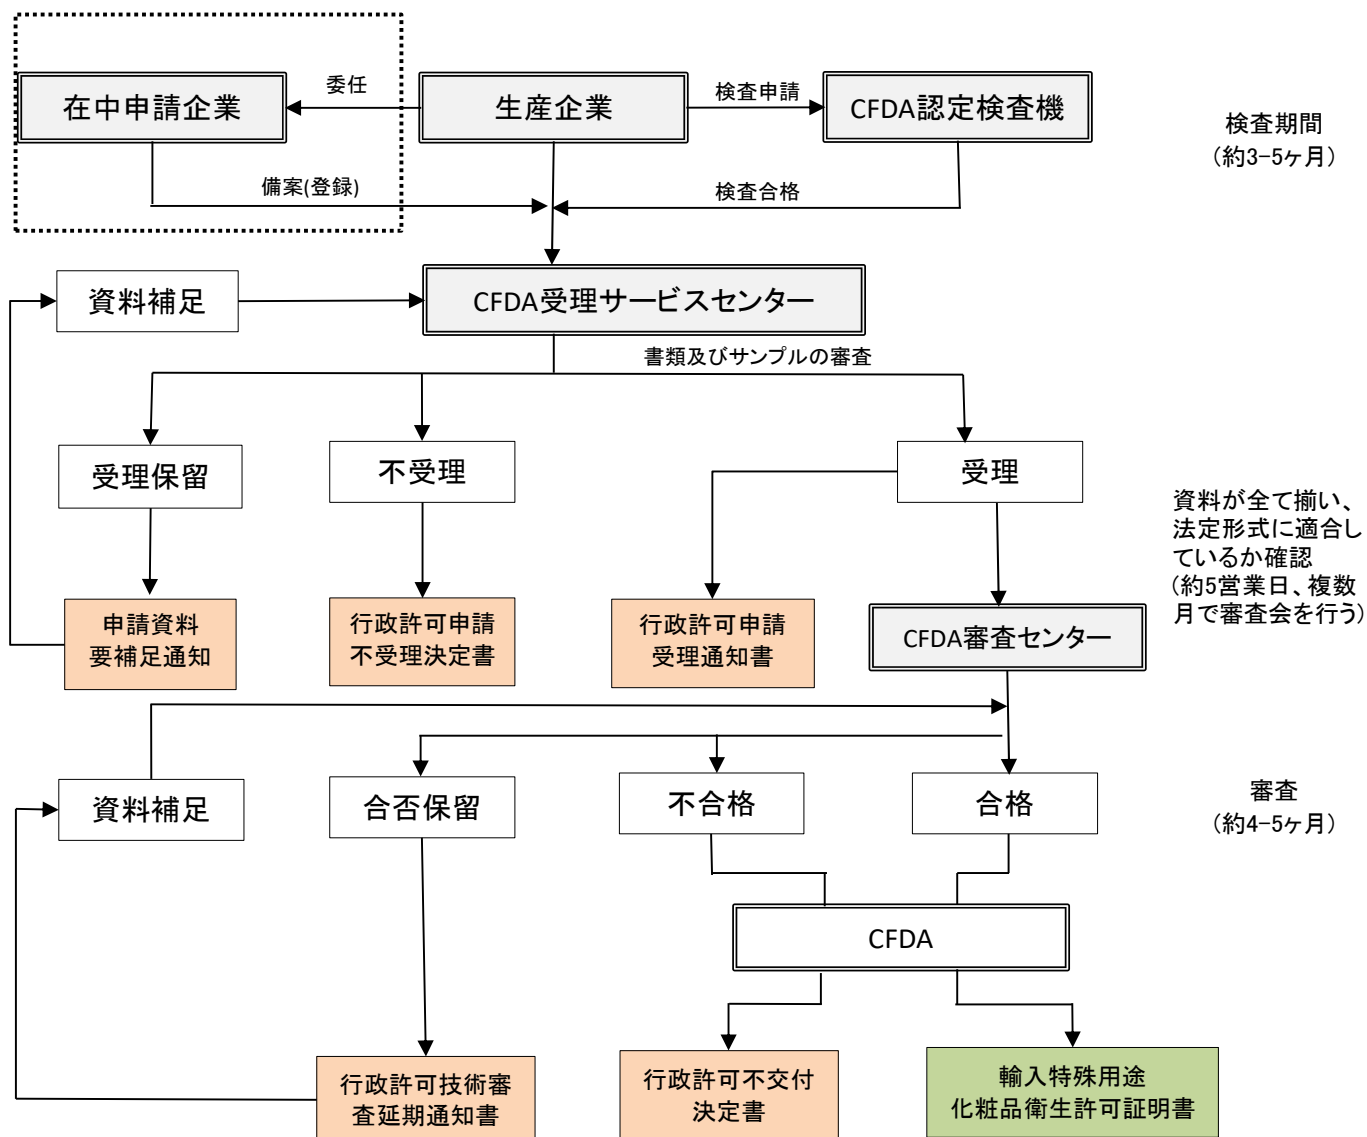 委任
検査申請
在中申請企業
生産企業
CFDA認定検査機
検査期間
(約3-5ヶ月)
備案(登録)
検査合格
資料補足
CFDA受理サービスセンター
書類及びサンプルの審査
受理保留
不受理
受理
資料が全て揃い、
法定形式に適合し
ているか確認
(約5営業日、複数
月で審査会を行う)
申請資料
要補足通知
行政許可申請
不受理決定書
行政許可申請
受理通知書
CFDA審査センター
資料補足
合否保留
不合格
合格
審査
(約4-5ヶ月)
CFDA
行政許可技術審
査延期通知書
行政許可不交付
決定書
輸入特殊用途
化粧品衛生許可証明書